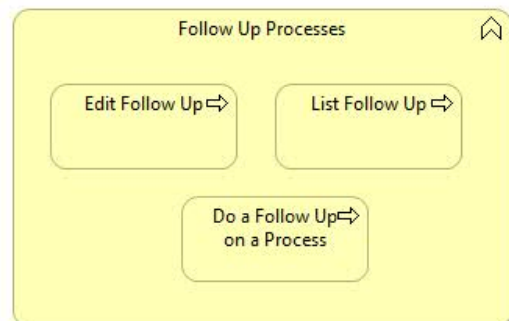 Follow Up Processes
Edit Follow Up
List Follow Up
Do a Follow Up
on a Process